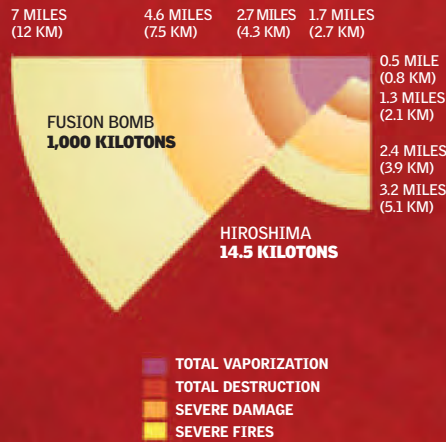 7 MILES
(12 KM)
4.6 MILES
(7.5 KM)
2.7 MILES
(4.3 KM)
1.7 MILES
(2.7 KM)
0.5 MILE
(0.8 KM)
1.3 MILES
(2.1 KM)
2.4 MILES
(3.9 KM)
3.2 MILES
(5.1 KM)
FUSION BOMB
1,000 KILOTONS
HIROSHIMA
14.5 KILOTONS
TOTAL VAPORIZATION
TOTAL DESTRUCTION
SEVERE DAMAGE
SEVERE FIRES